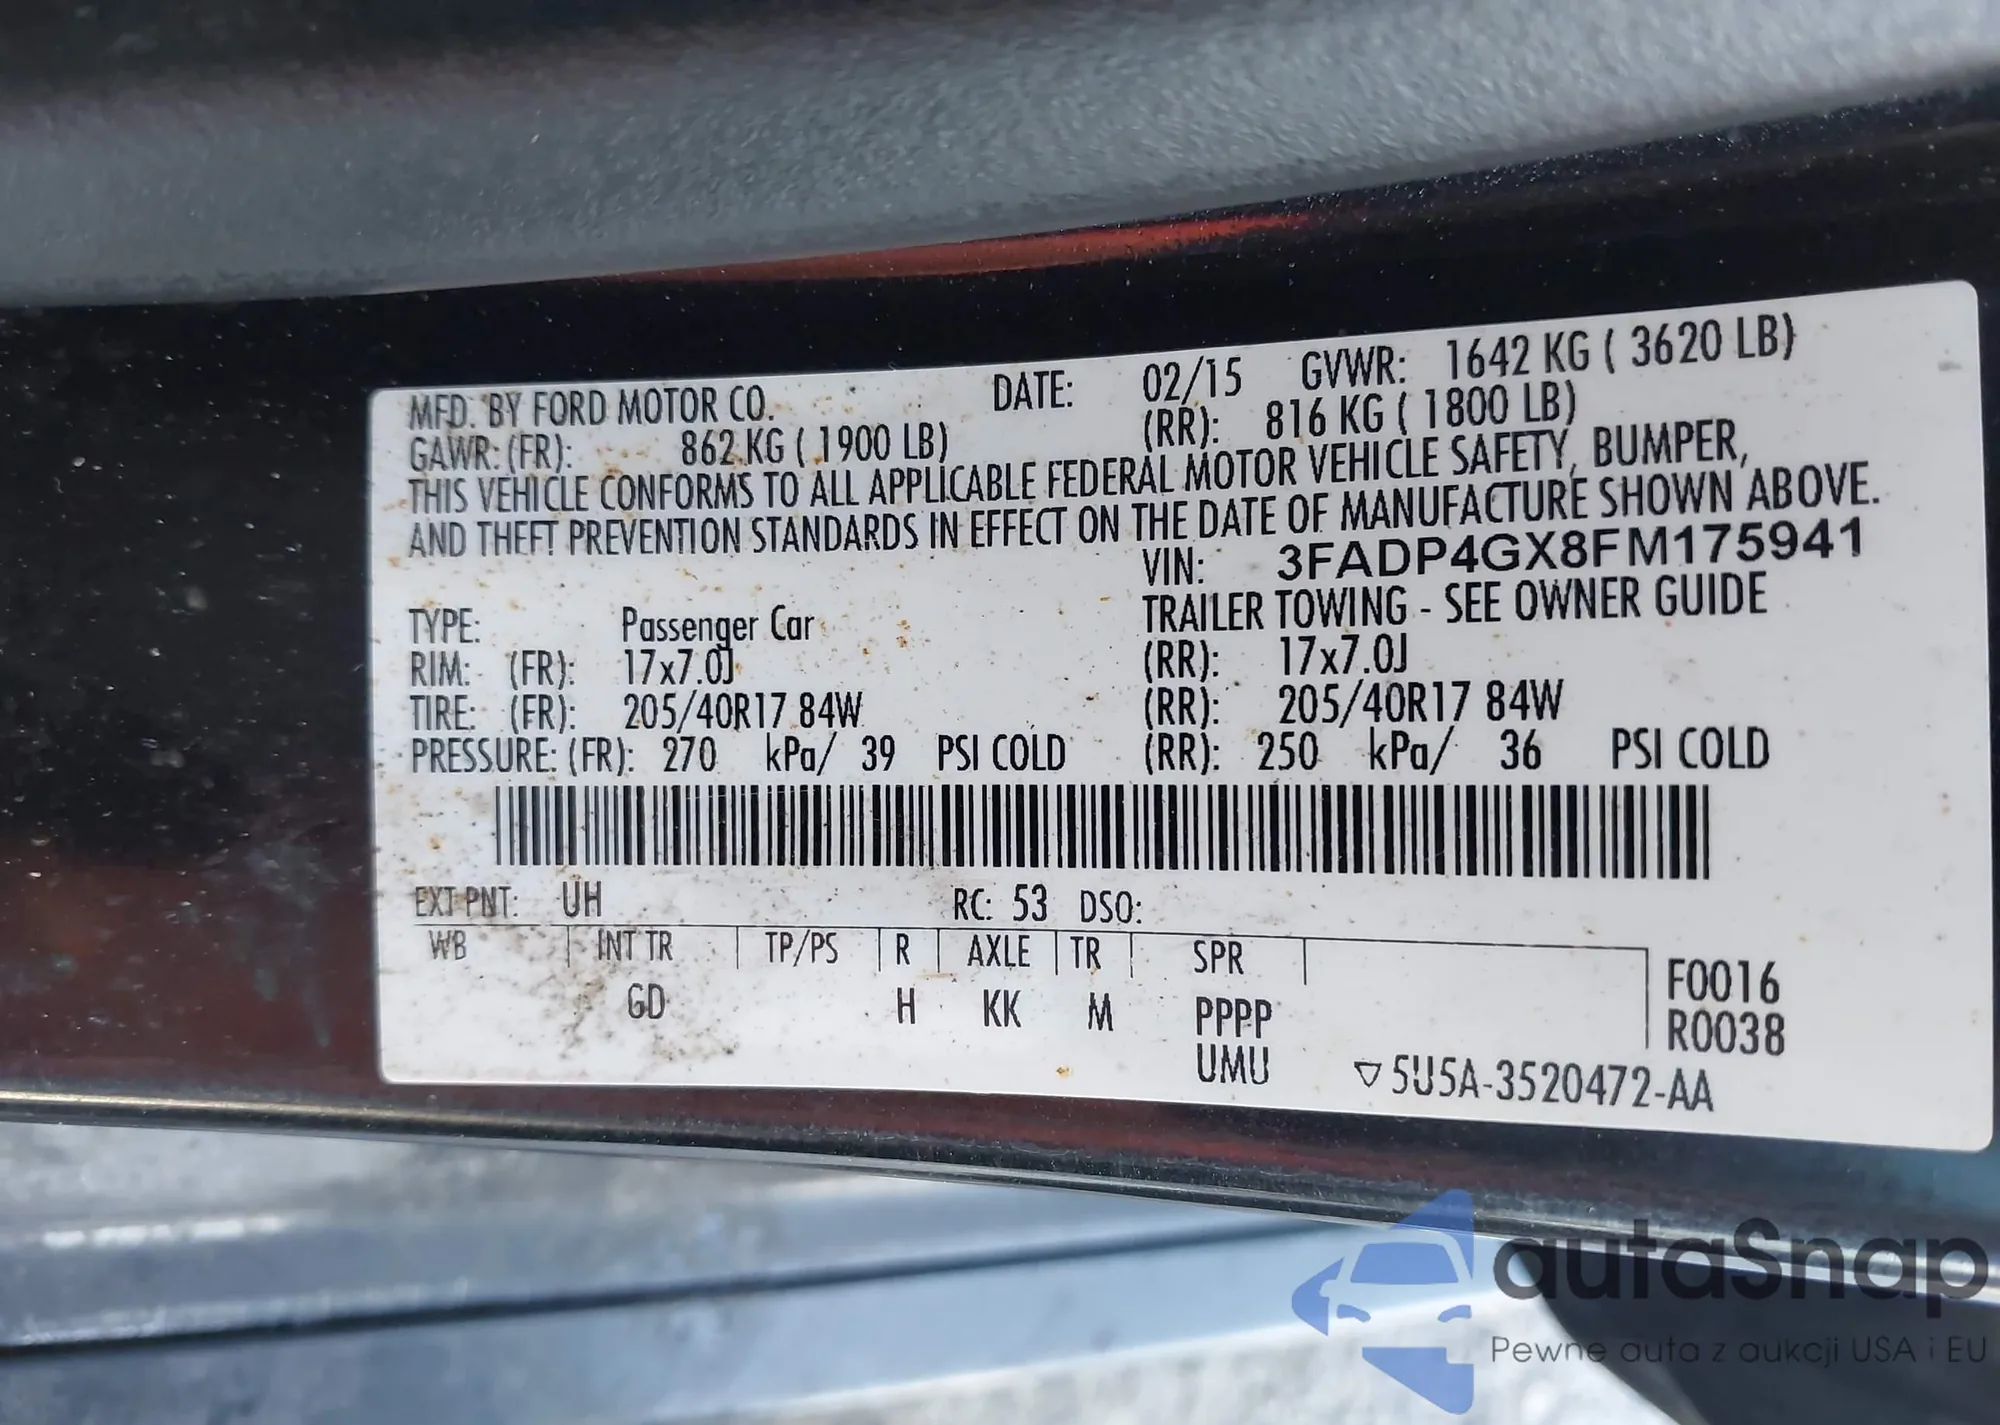 MFD. BY FORD MOTOR CO. DATE: 02/15 GVWR: 1642 KG ( 3620 LB)
GAWR: (FR): 862 KG ( 1900 LB) (RR): 816 KG ( 1800 LB)
THIS VEHICLE CONFORMS TO ALL APPLICABLE FEDERAL MOTOR VEHICLE SAFETY, BUMPER,
AND THEFT PREVENTION STANDARDS IN EFFECT ON THE DATE OF MANUFACTURE SHOWN ABOVE.
VIN: 3FADP4GX8FM175941
TYPE: Passenger Car TRAILER TOWING - SEE OWNER GUIDE
RIM: (FR): 17x7.0J (RR): 17x7.0J
TIRE: (FR): 205/40R17 84W (RR): 205/40R17 84W
PRESSURE: (FR): 270 kPa/ 39 PSI COLD (RR): 250 kPa/ 36 PSI COLD
EXT PNT: UH RC: 53 DSO:
WB INT TR TP/PS R AXLE TR SPR F0016
GD H KK M PPPP R0038
UMU ▽5U5A-3520472-AA
autaSnap
Pewne auta z aukcji USA i EU